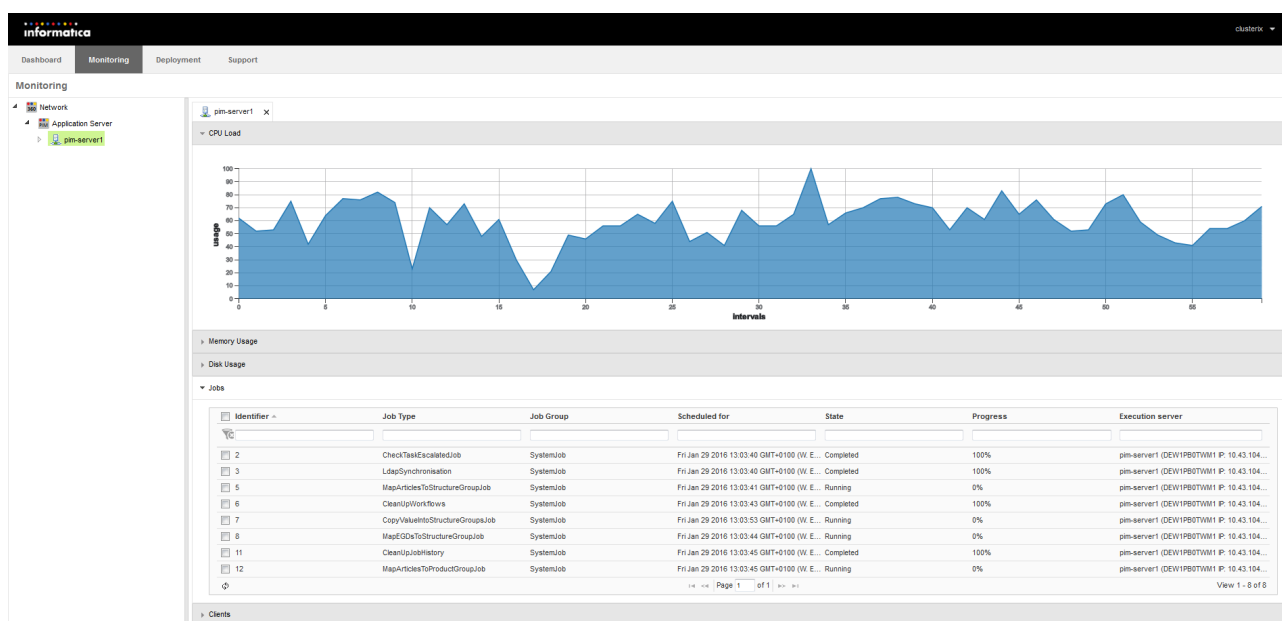 informatica
clusterix
Dashboard Monitoring Deployment Support
Monitoring
Network
Application Server
pim-server1
pim-server1 x
CPU Load
100
90
80
70
60
50
40
30
20
10
0
usage
0 5 10 15 20 25 30 35 40 45 50 55
intervals
Memory Usage
Disk Usage
Jobs
Identifier Job Type Job Group Scheduled for State Progress Execution server
2 CheckTaskEscalatedJob SystemJob Fri Jan 29 2016 13:03:40 GMT+0100 (W. E... Completed 100% pim-server1 (DEW1PB0TWM1 IP: 10.43.104...
3 LdapSynchronisation SystemJob Fri Jan 29 2016 13:03:40 GMT+0100 (W. E... Completed 100% pim-server1 (DEW1PB0TWM1 IP: 10.43.104...
5 MapArticlesToStructureGroupJob SystemJob Fri Jan 29 2016 13:03:41 GMT+0100 (W. E... Running 0% pim-server1 (DEW1PB0TWM1 IP: 10.43.104...
6 CleanUpWorkflows SystemJob Fri Jan 29 2016 13:03:43 GMT+0100 (W. E... Completed 100% pim-server1 (DEW1PB0TWM1 IP: 10.43.104...
7 CopyValueIntoStructureGroupsJob SystemJob Fri Jan 29 2016 13:03:53 GMT+0100 (W. E... Running 0% pim-server1 (DEW1PB0TWM1 IP: 10.43.104...
8 MapEGDsToStructureGroupJob SystemJob Fri Jan 29 2016 13:03:44 GMT+0100 (W. E... Running 0% pim-server1 (DEW1PB0TWM1 IP: 10.43.104...
11 CleanUpJobHistory SystemJob Fri Jan 29 2016 13:03:45 GMT+0100 (W. E... Completed 100% pim-server1 (DEW1PB0TWM1 IP: 10.43.104...
12 MapArticlesToProductGroupJob SystemJob Fri Jan 29 2016 13:03:45 GMT+0100 (W. E... Running 0% pim-server1 (DEW1PB0TWM1 IP: 10.43.104...
Page 1 of 1 View 1 - 8 of 8
Clients